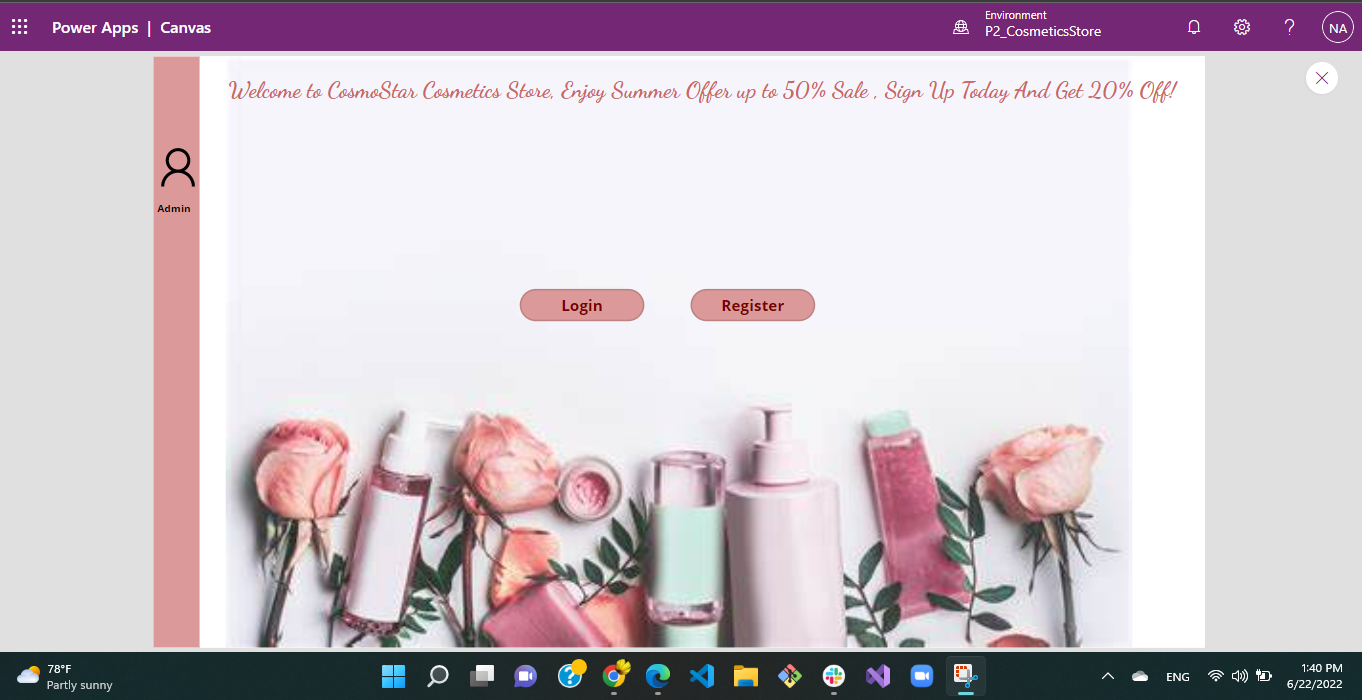 Power Apps | Canvas
Environment
P2_CosmeticsStore
NA
Welcome to CosmoStar Cosmetics Store, Enjoy Summer Offer up to 50% Sale , Sign Up Today And Get 20% Off!
Admin
Login
Register
78°F
Partly sunny
ENG
1:40 PM
6/22/2022